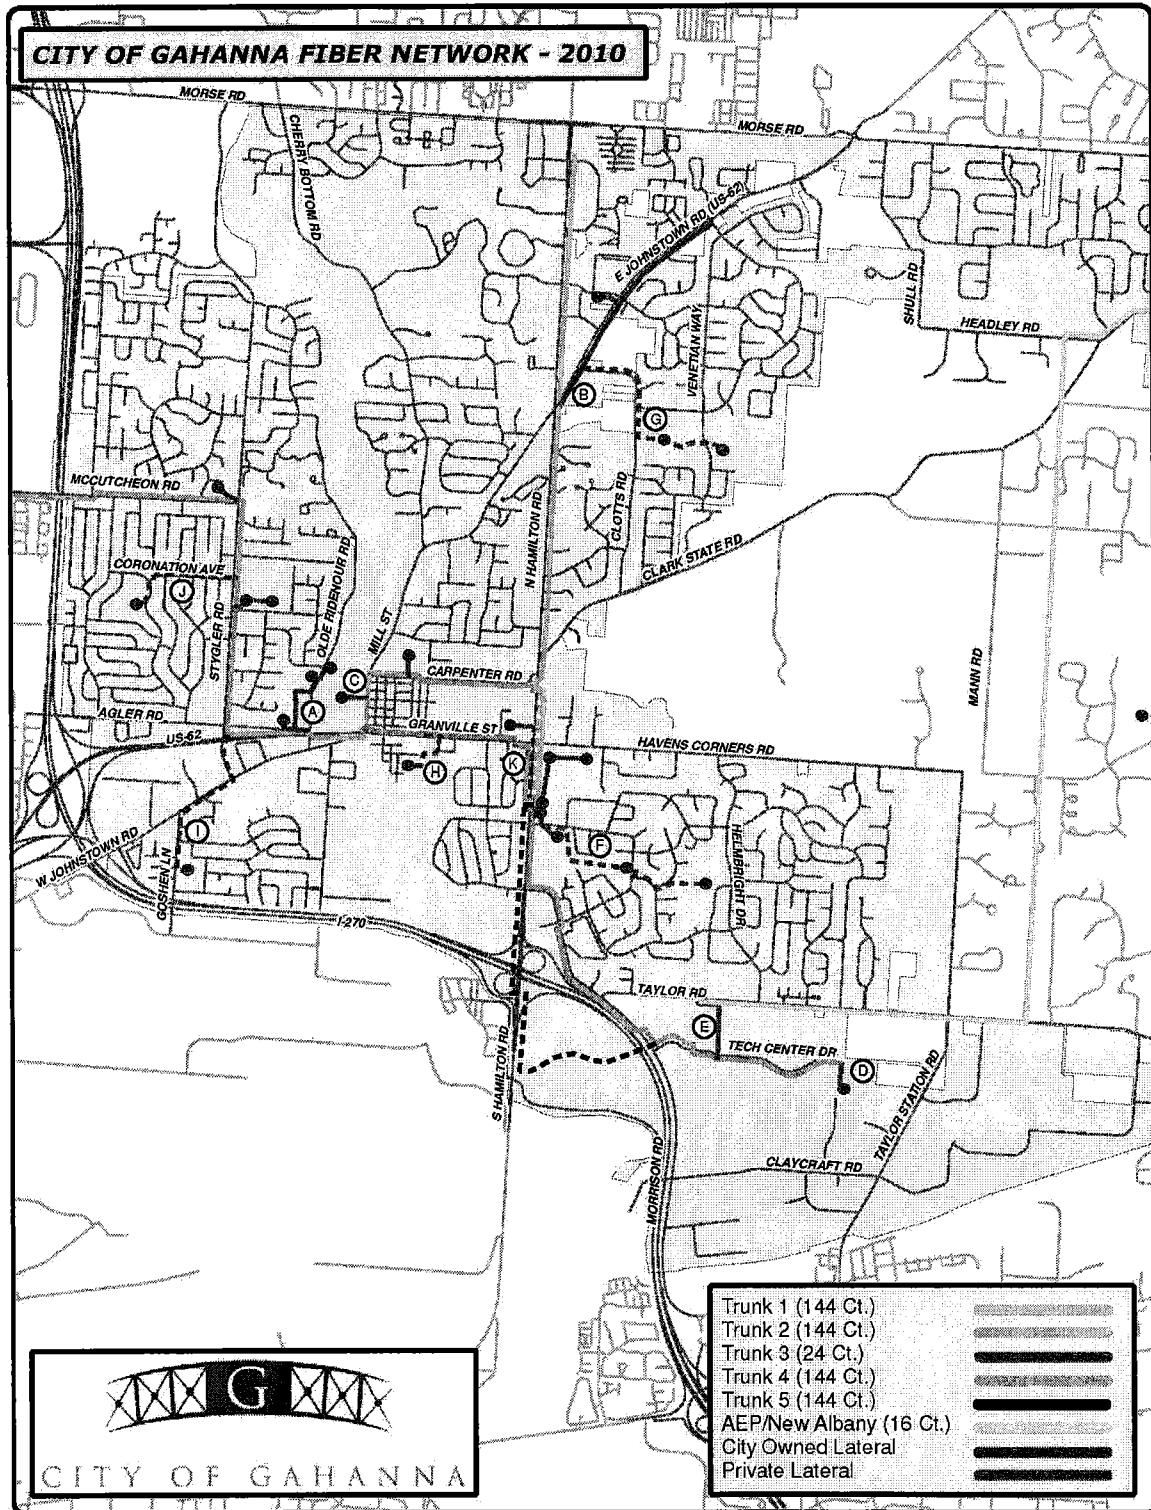 CITY OF GAHANNA FIBER NETWORK - 2010
MORSE RD
MORSE RD
CHERRY BOTTOM RD
E JOHNSTOWN RD (US-62)
SHULL RD
HEADLEY RD
VENETIAN WAY
B
G
MCCUTCHEON RD
CLOTTS RD
N HAMILTON RD
CLARK STATE RD
CORONATION AVE
J
OLDE RIDENOUR RD
STYGLER RD
MILL ST
C
CARPENTER RD
MANN RD
A
AGLER RD
GRANVILLE ST
US-62
HAVENS CORNERS RD
K
H
I
F
HELMBRIGHT DR
W JOHNSTOWN RD
GOSHEN LN
I-270
TAYLOR RD
E
TECH CENTER DR
D
S HAMILTON RD
TAYLOR STATION RD
CLAYCRAFT RD
MORRISON RD
Trunk 1 (144 Ct.)
Trunk 2 (144 Ct.)
Trunk 3 (24 Ct.)
Trunk 4 (144 Ct.)
Trunk 5 (144 Ct.)
AEP/New Albany (16 Ct.)
City Owned Lateral
Private Lateral
G
CITY OF GAHANNA